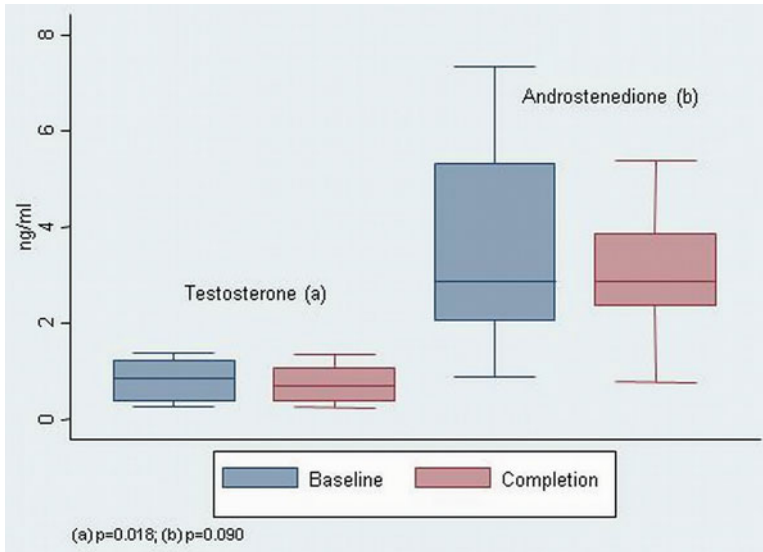 8
6
4
2
0
ng/ml
Androstenedione (b)
Testosterone (a)
Baseline
Completion
(a) p=0.018; (b) p=0.090